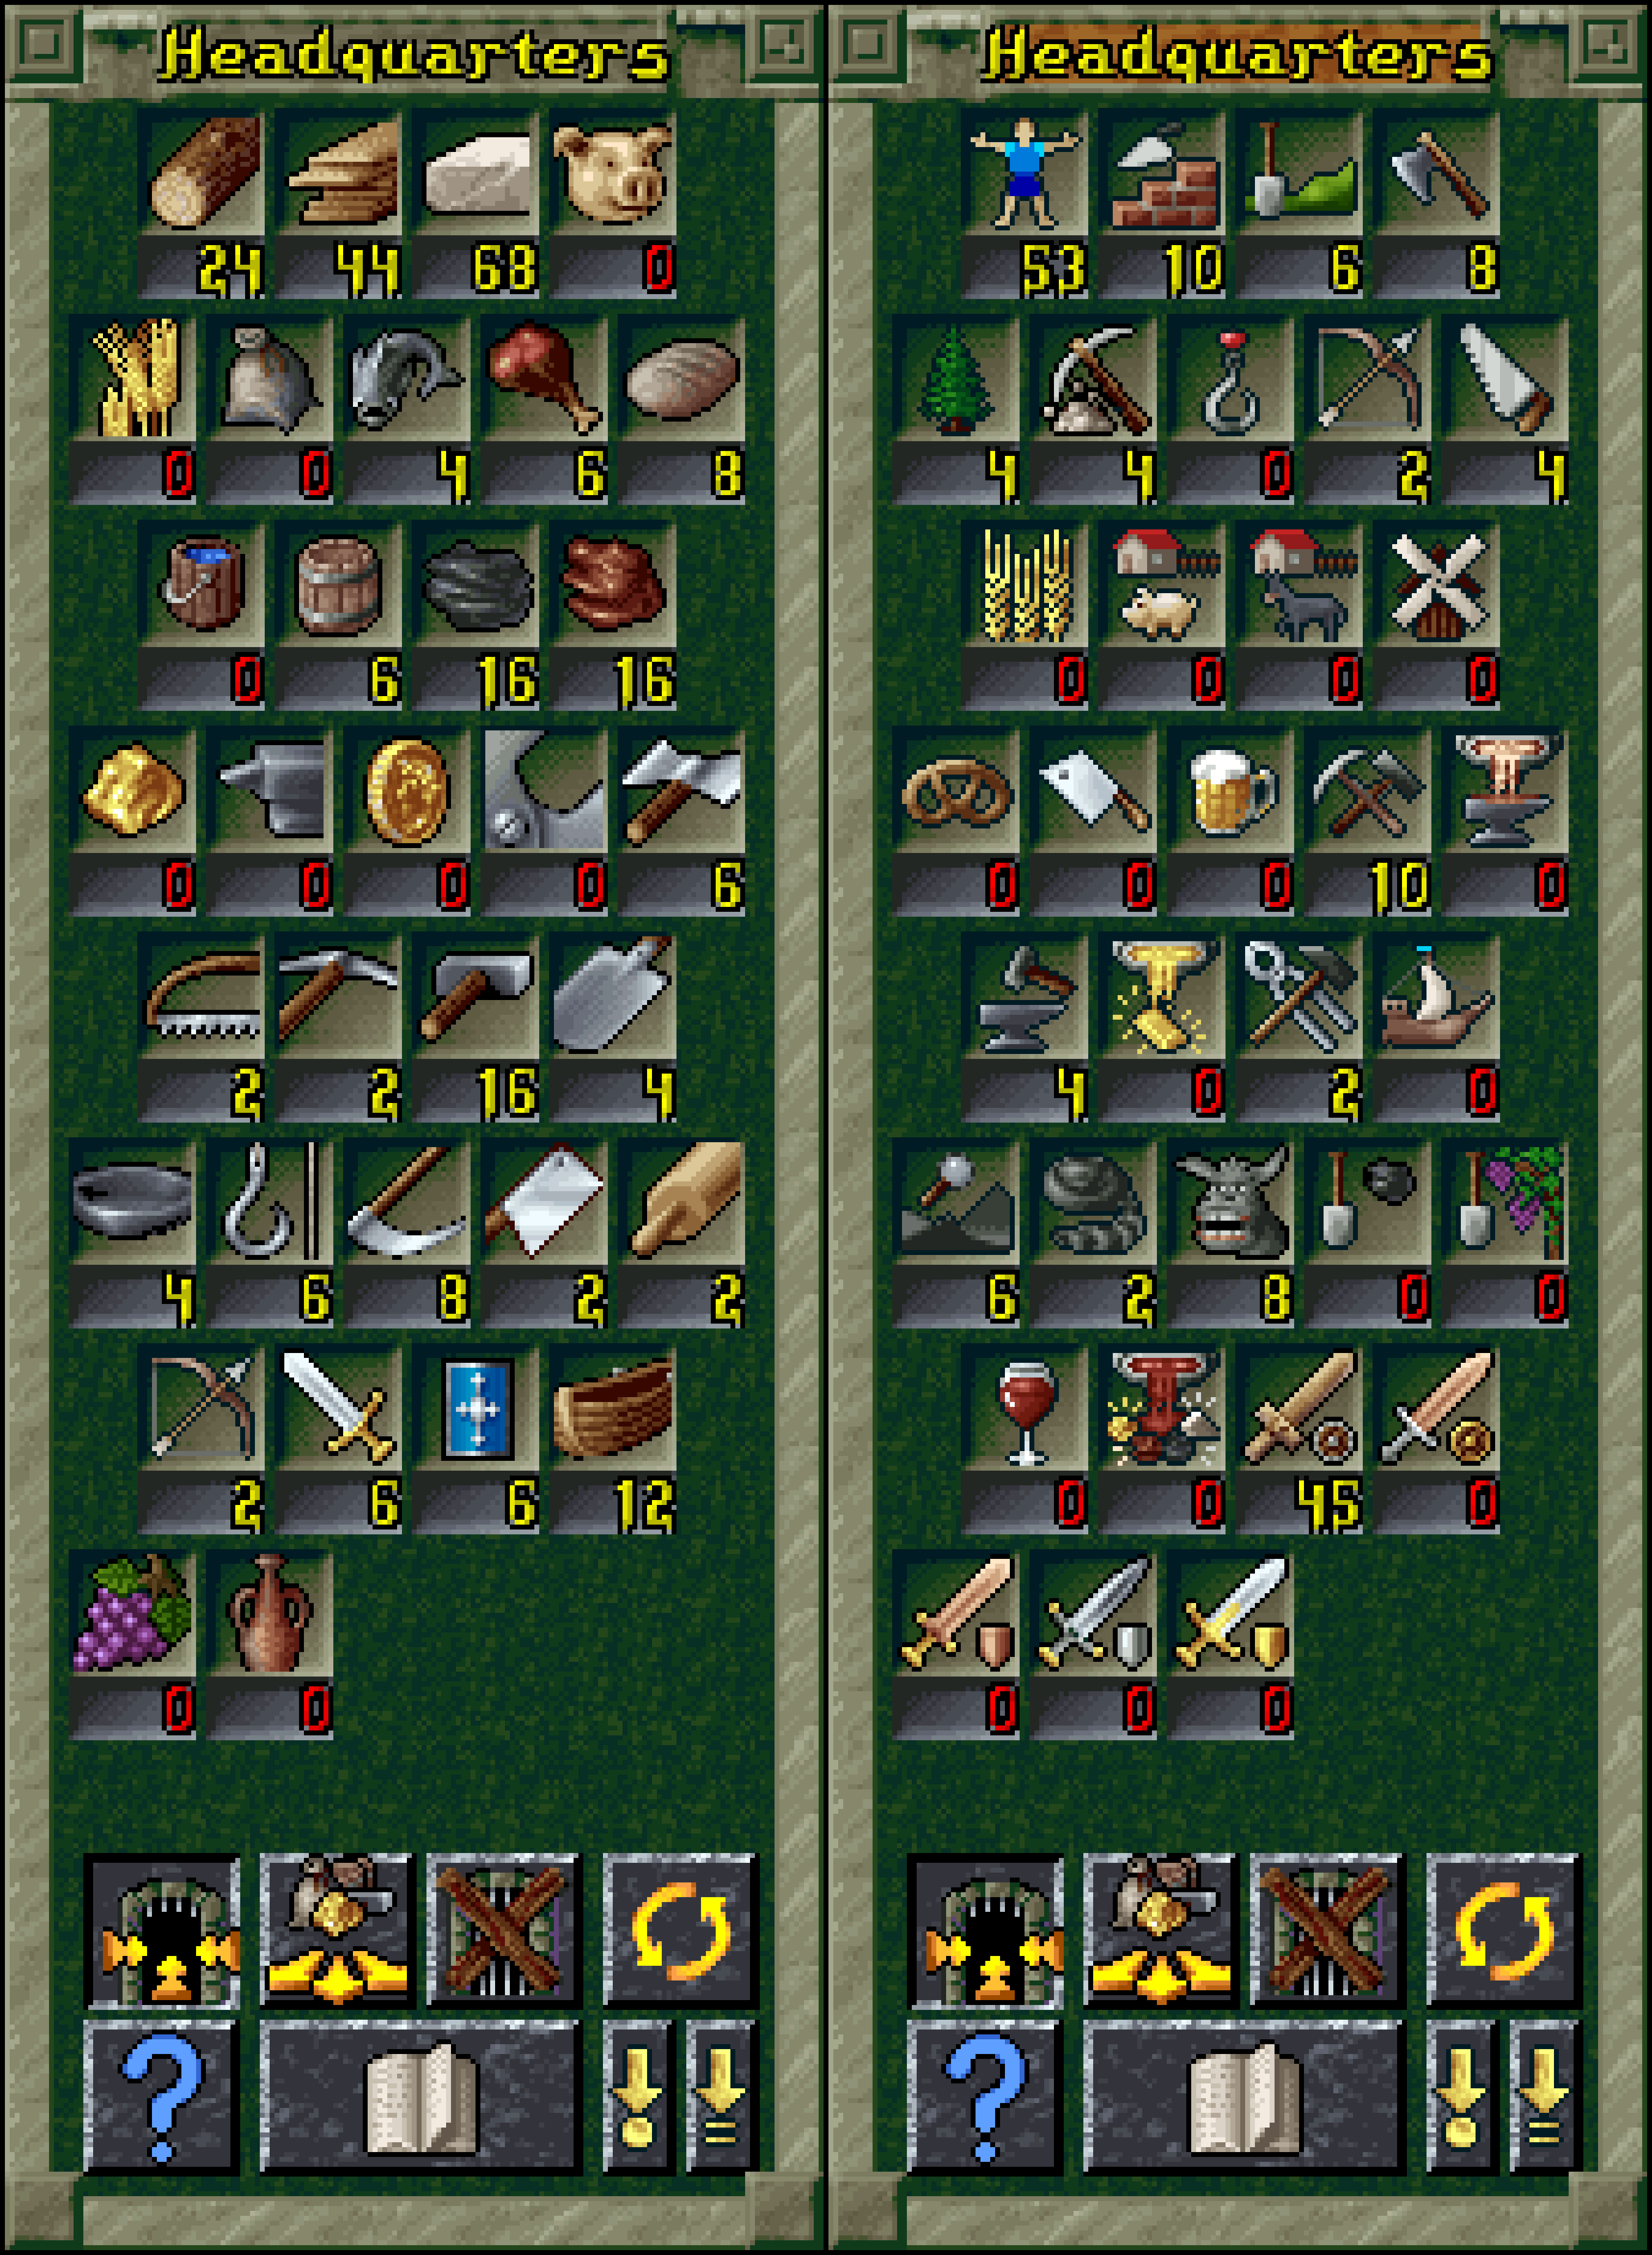 Headquarters
24 44 68 0
0 0 4 6 8
0 6 16 16
0 0 0 0 6
2 2 16 4
4 6 8 2 2
2 6 6 12
0 0
?
Headquarters
53 10 6 8
4 4 0 2 4
0 0 0 0
0 0 0 10 0
4 0 2 0
6 2 8 0 0
0 0 45 0
0 0 0
?